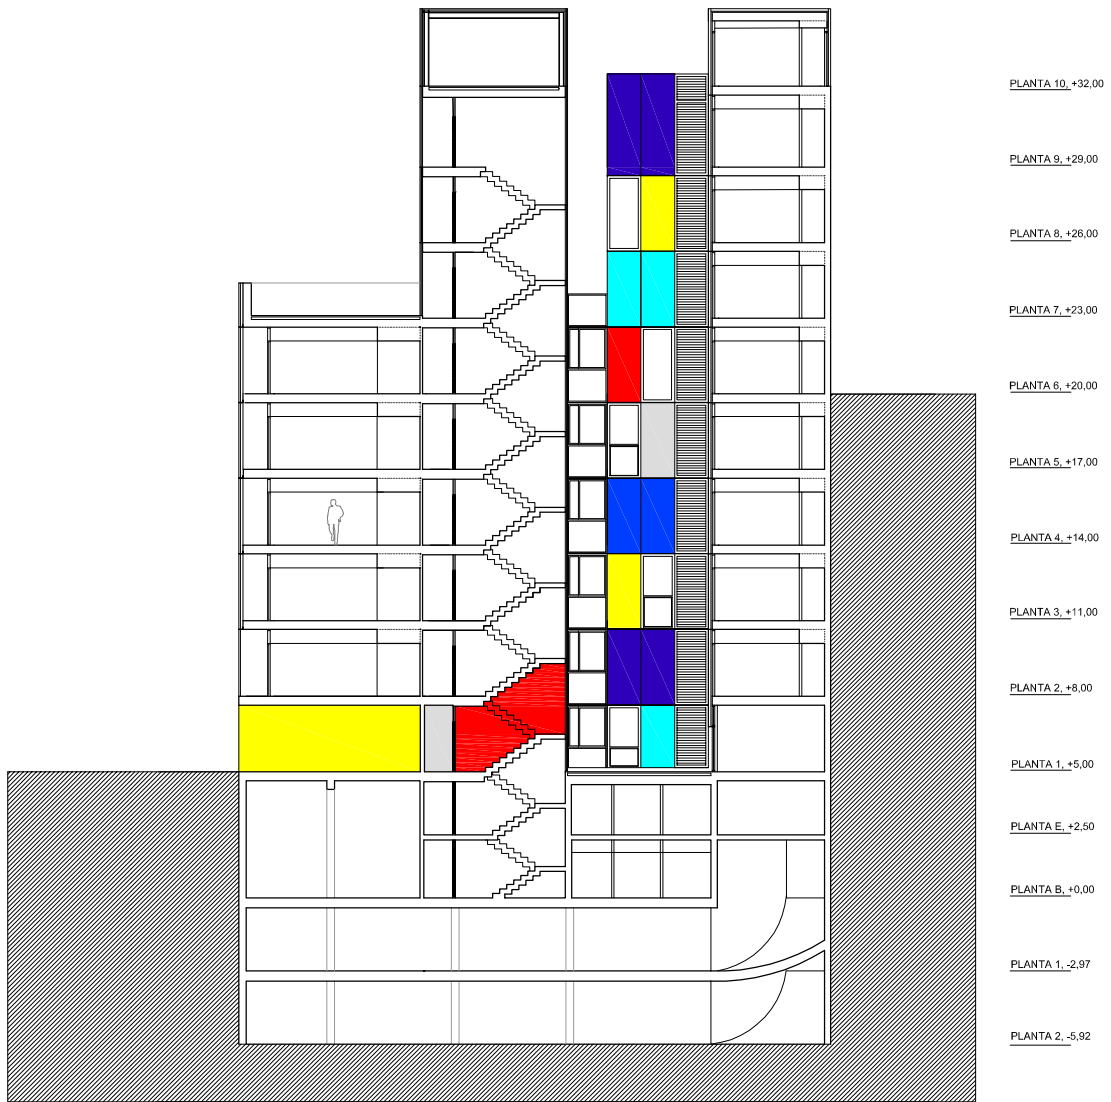 PLANTA 10, +32,00
PLANTA 9, +29,00
PLANTA 8, +26,00
PLANTA 7, +23,00
PLANTA 6, +20,00
PLANTA 5, +17,00
PLANTA 4, +14,00
PLANTA 3, +11,00
PLANTA 2, +8,00
PLANTA 1, +5,00
PLANTA E, +2,50
PLANTA B, +0,00
PLANTA 1, -2,97
PLANTA 2, -5,92